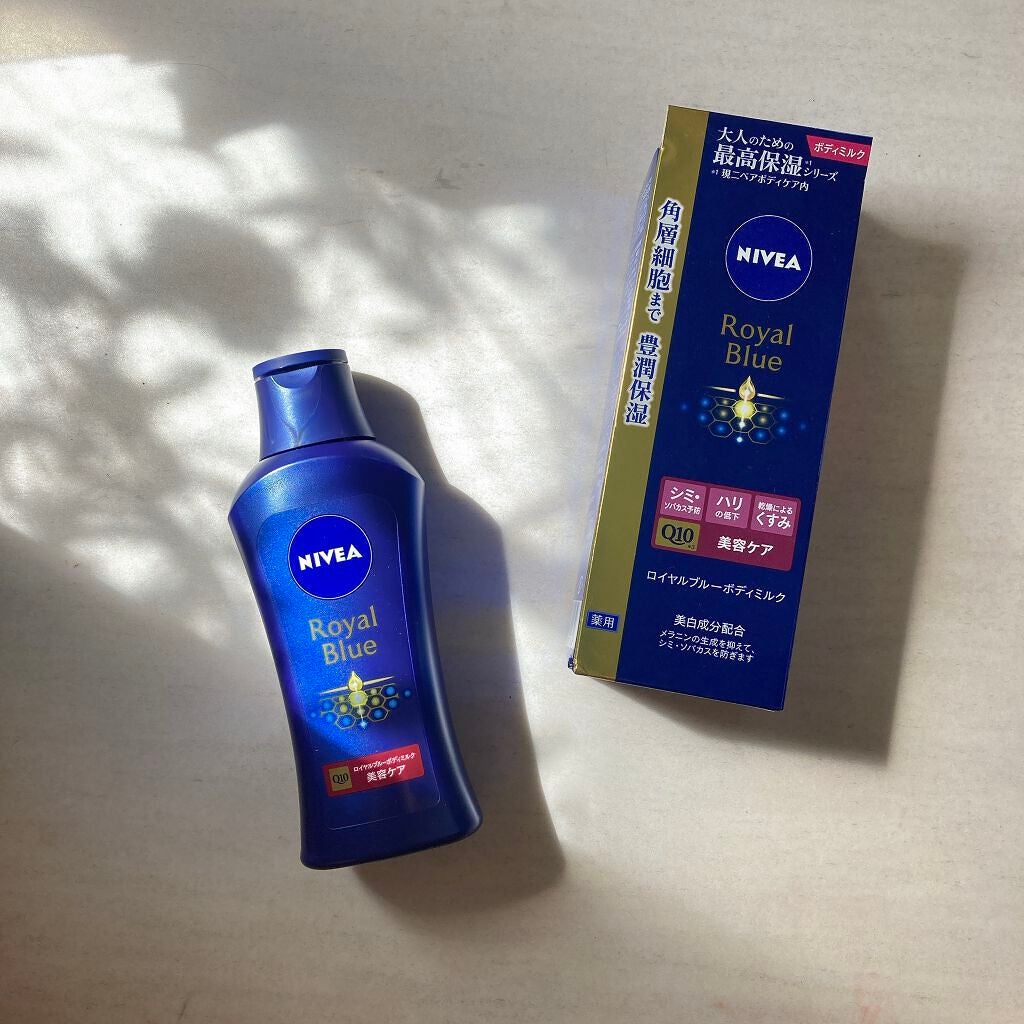 大人のための
ボディミルク
最高保湿*1シリーズ
*1 現ニベアボディケア内
角層細胞まで 豊潤保湿
NIVEA
Royal
Blue
シミ・
ソバカス予防
ハリ
の低下
乾燥による
くすみ
Q10
美容ケア
ロイヤルブルーボディミルク
薬用
美白成分配合
メラニンの生成を抑えて、
シミ・ソバカスを防ぎます
NIVEA
Royal
Blue
Q10
ロイヤルブルーボディミルク
美容ケア